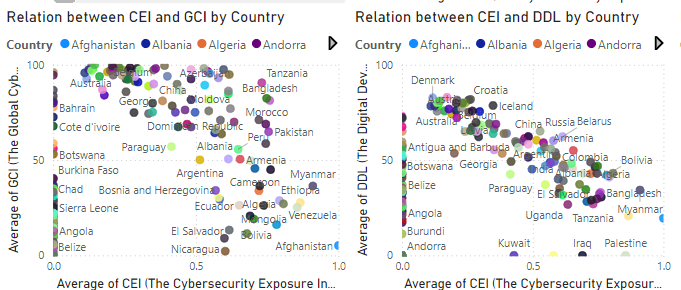 Relation between CEI and GCI by Country
Country Afghanistan Albania Algeria Andorra
Average of GCI (The Global Cyb...
100
50
0
Australia
Azerbaijan
Tanzania
China
Bangladesh
Bahrain
Georgia
Moldova
Morocco
Cote d'ivoire
Dominican Republic
Pakistan
Paraguay
Albania
Peru
Botswana
Armenia
Burkina Faso
Argentina
Cameroon
Myanmar
Chad
Bosnia and Herzegovina
Ethiopia
Sierra Leone
Ecuador
Algeria
Venezuela
Mongolia
Angola
El Salvador
Bolivia
Belize
Nicaragua
Afghanistan
0.0 0.5 1.0
Average of CEI (The Cybersecurity Exposure In...
Relation between CEI and DDL by Country
Country Afghani... Albania Algeria Andorra
Average of DDL (The Digital Dev...
100
50
0
Denmark
Croatia
Iceland
Australia
Belgium
China Russia Belarus
Armenia
Antigua and Barbuda
Colombia
Botswana
Georgia
India
Albania
Algeria
Bolivia
Belize
Paraguay
El Salvador
Bangladesh
Angola
Uganda
Tanzania
Myanmar
Burundi
Andorra
Kuwait
Iraq
Palestine
0.0 0.5 1.0
Average of CEI (The Cybersecurity Exposur...